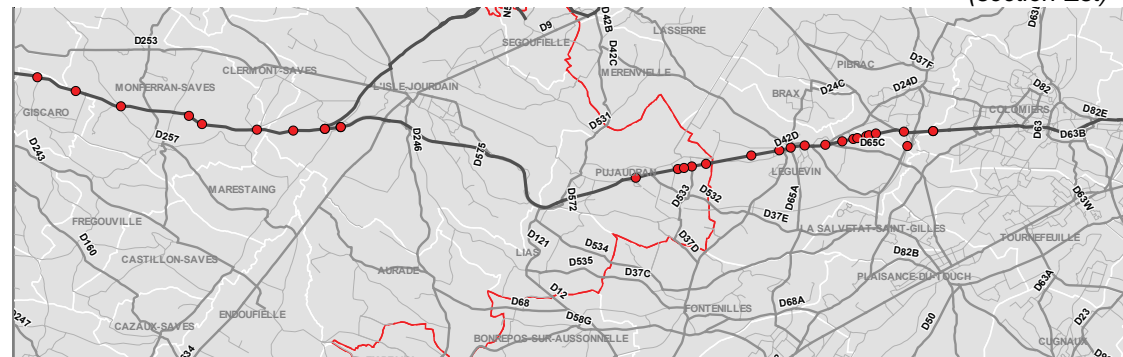 (Section Est)
D253
CLERMONT-SAVES
MONFERRAN-SAVES
L'ISLE-JOURDAIN
GISCARO
D257
D243
D246
D575
MARESTAING
FREGOUVILLE
D160
CASTILLON-SAVES
AURADE
ENDOUFIELLE
CAZAUX-SAVES
D247
D9
SEGOUFIELLE
D42B
D42C
LASSERRE
MERENVIELLE
D531
PUJAUDRAN
D572
D533
D532
D121
LIAS
D534
D535
D37C
D37D
D12
D68
D58G
BONREPOS-SUR-AUSSONNELLE
FONTENILLES
D68A
PIBRAC
D37F
BRAX
D24C
D24D
D42D
D65C
LEGUEVIN
D65A
D37E
COLOMIERS
D82
D82E
D63
D63B
D63W
LA SALVETAT-SAINT-GILLES
TOURNEFEUILLE
D82B
PLAISANCE-DU-TOUCH
D63A
D50
D23
CUGNAUX